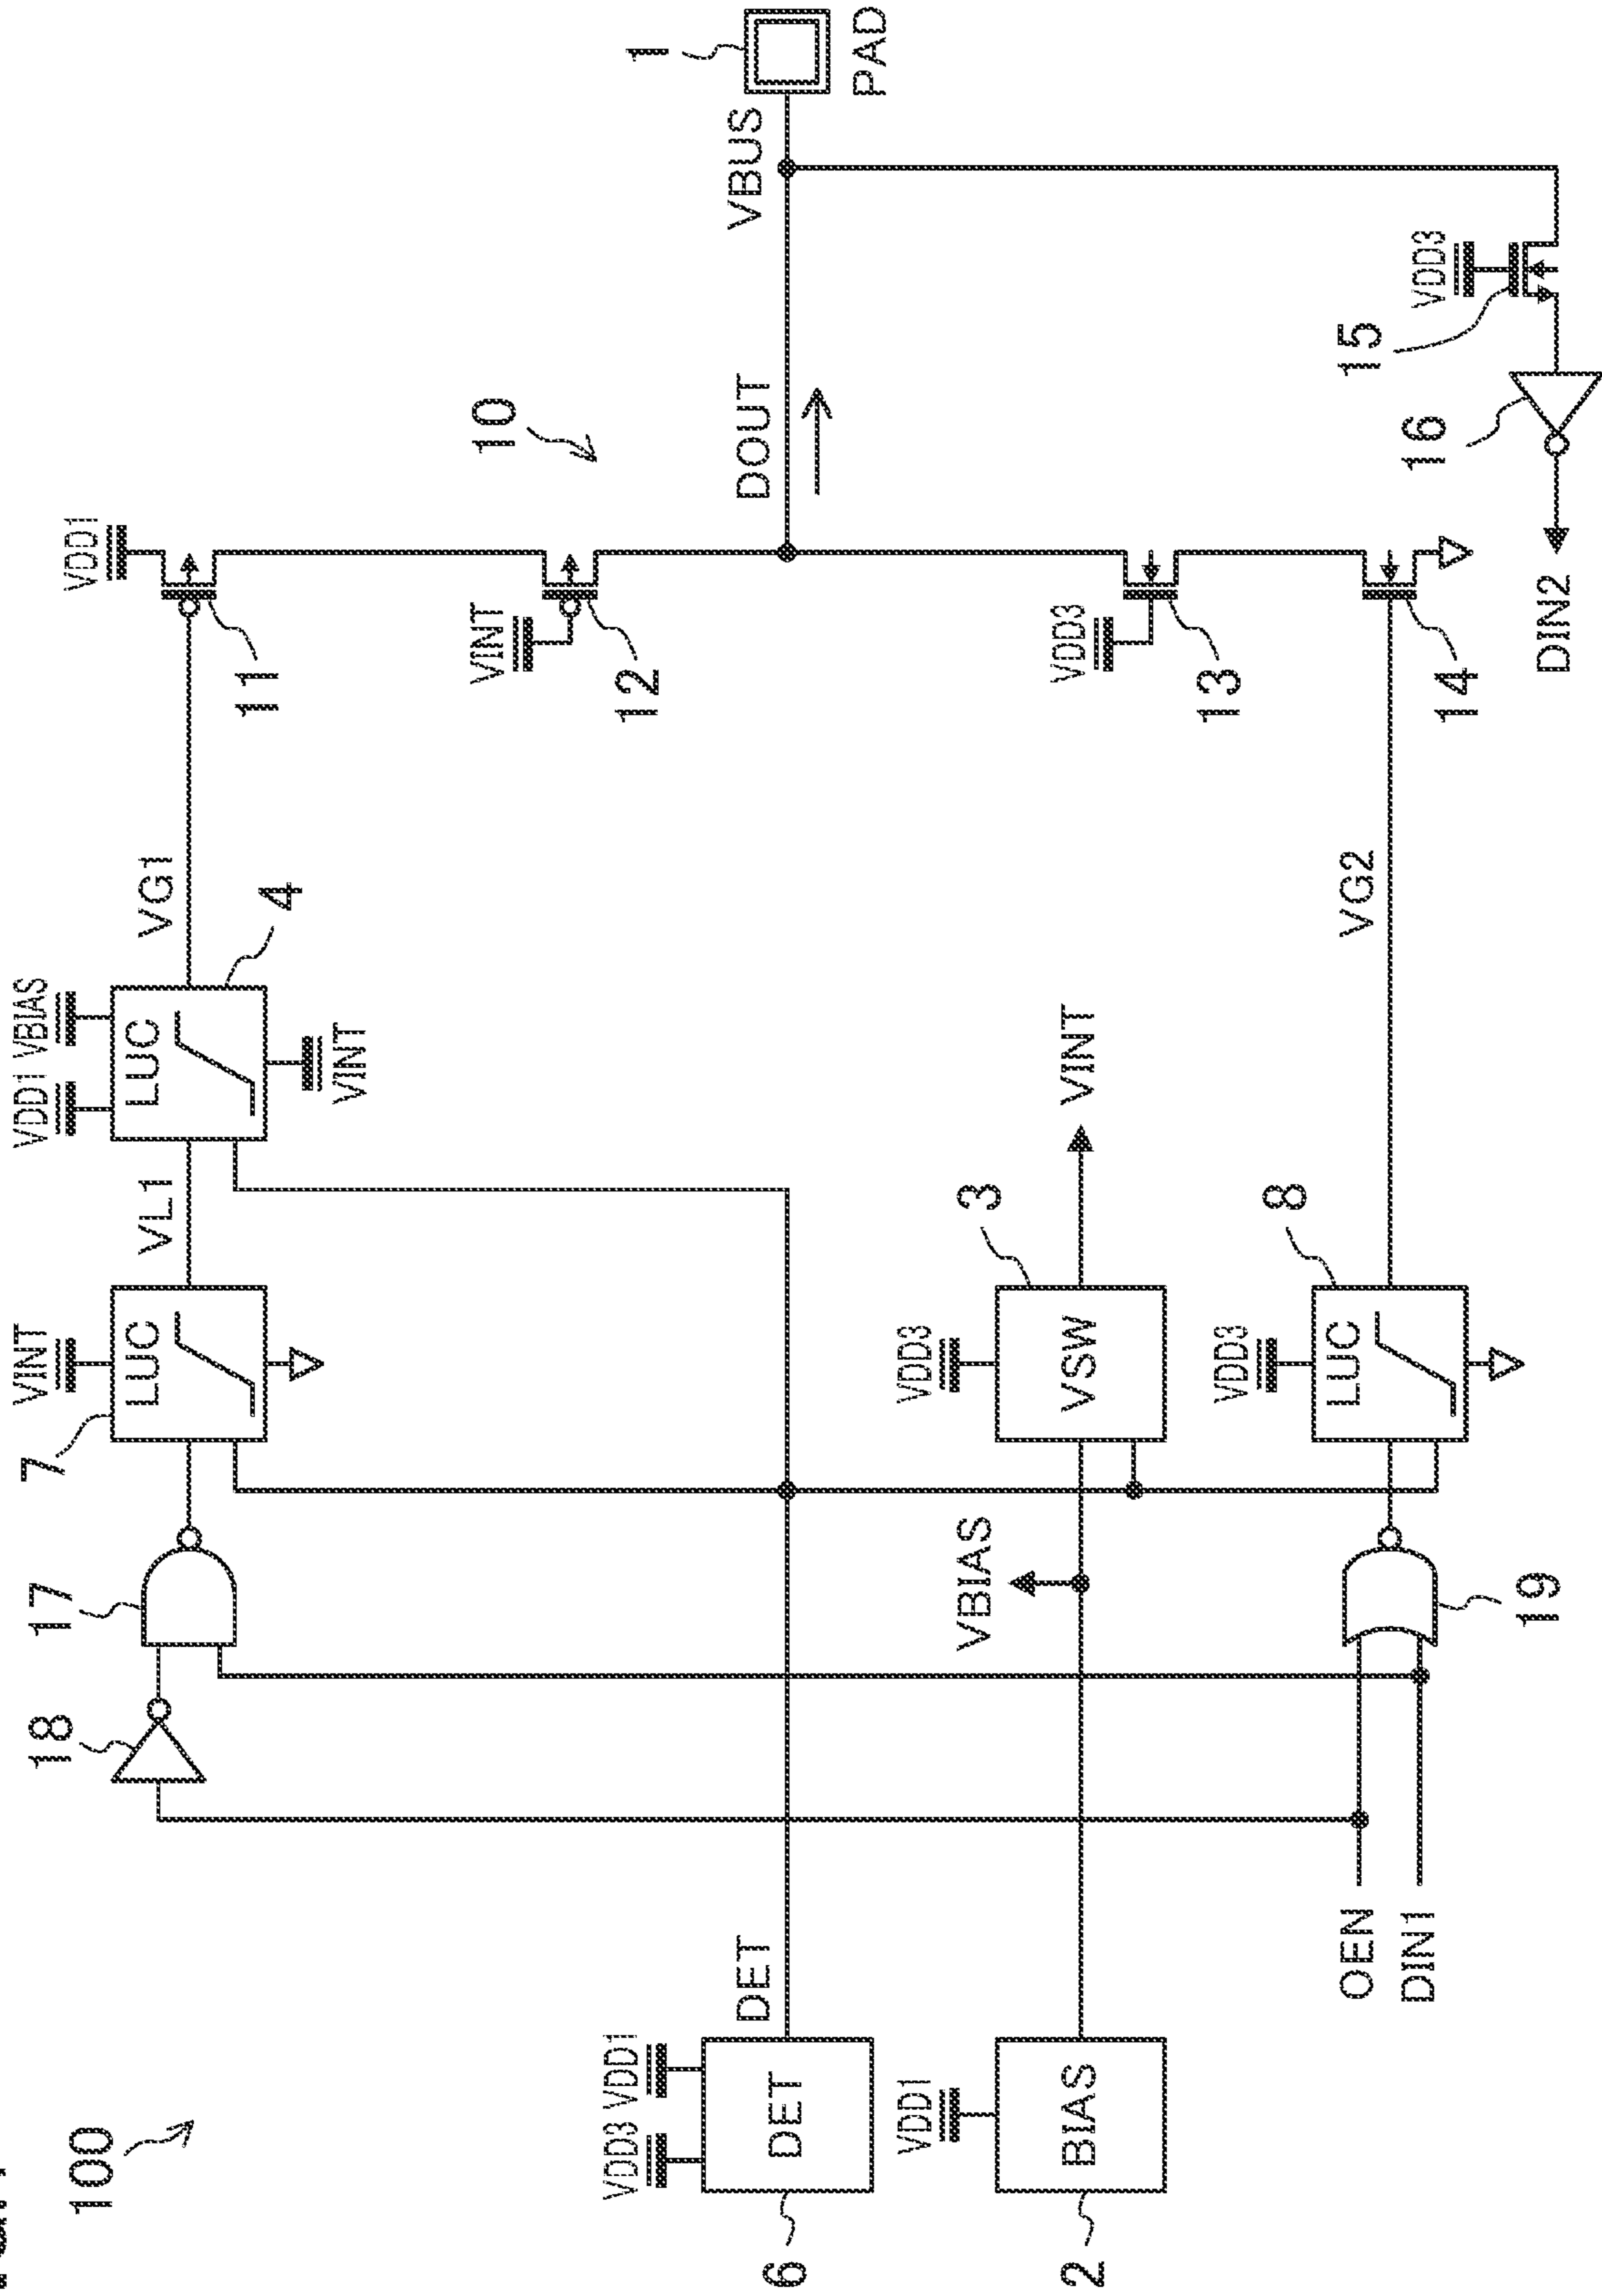 100
18
17
7
VINT
LUC
VL1
VDD1
VBIAS
LUC
4
VINT
VG1
VDD1
11
VINT
12
10
DOUT
VBUS
1
PAD
VDD3
VDD1
DET
6
DET
VDD1
BIAS
2
VBIAS
VDD3
VSW
3
VINT
VDD3
13
14
VDD3
LUC
8
VG2
OEN
DIN1
19
VDD3
15
16
DIN2